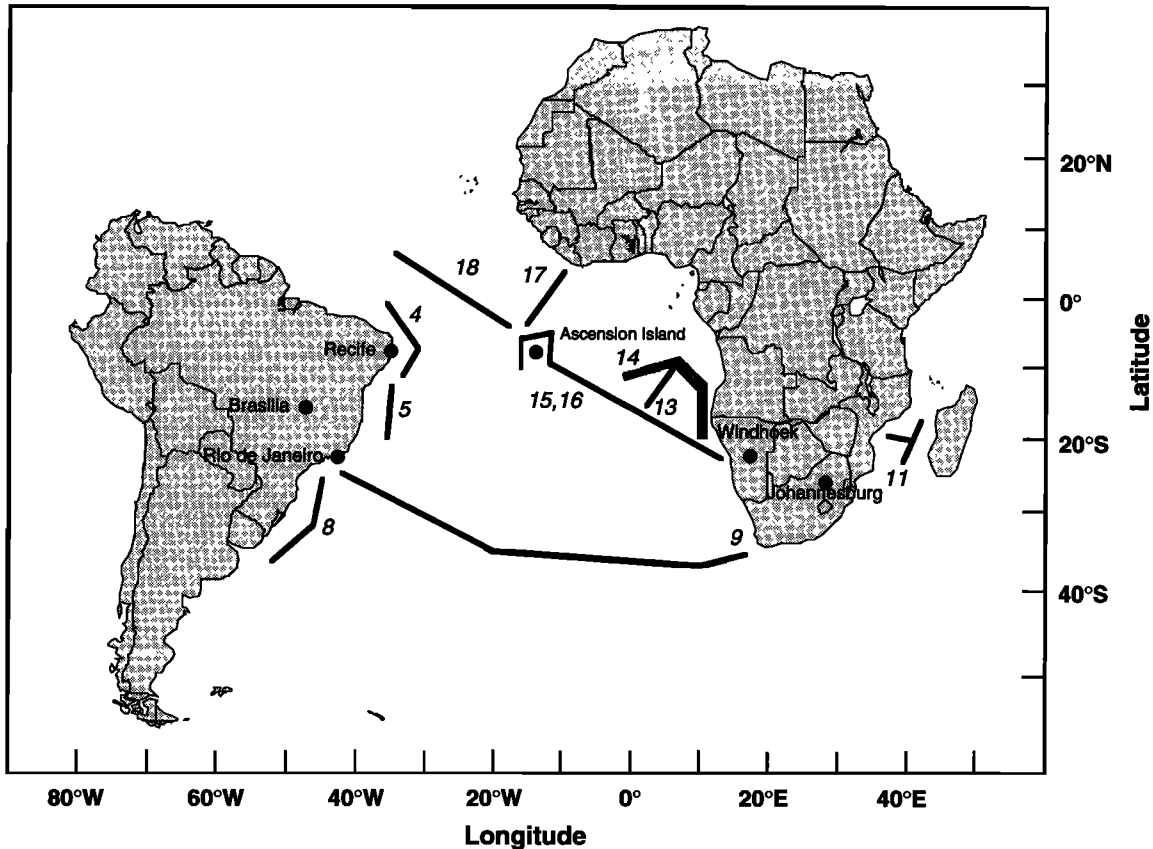 20°N
18
17
0°
4
Ascension Island
Recife
14
Latitude
15,16
13
Brasilia
5
Windhoek
20°S
Rio de Janeiro
11
Johannesburg
8
9
40°S
80°W
60°W
40°W
20°W
0°
20°E
40°E
Longitude